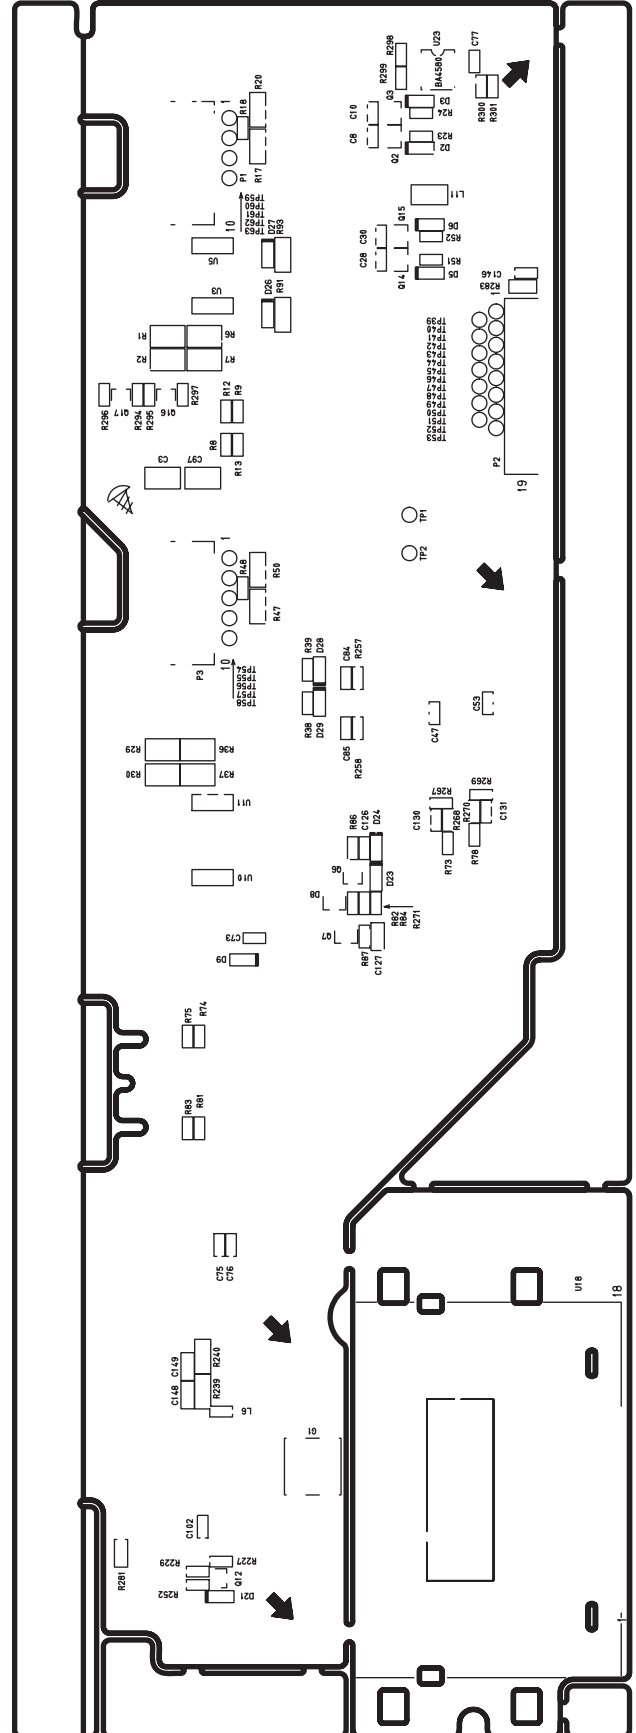 R298
R299
U23
BA4580
C77
R300
R301
Q3
D3
R24
C10
C8
R23
D2
Q2
R20
R18
1
R17
P1
10
TP59
TP60
TP61
TP62
TP63
L11
Q15
D6
R52
C30
C28
R51
D5
Q14
D27
R93
U5
C146
R283
1
D26
R91
U3
R1
R6
R2
R7
TP39
TP40
TP41
TP42
TP43
TP44
TP45
TP46
TP47
TP48
TP49
TP50
TP51
TP52
TP53
P2
19
R296
Q17
R294
R295
Q16
R297
R12
R9
R8
R13
C3
C97
TP1
TP2
1
R48
R50
R47
10
P3
TP54
TP55
TP56
TP57
TP58
R39
D28
C84
R257
R38
D29
C85
R258
C47
C53
R29
R36
R30
R37
U11
R267
R269
C130
R268
R270
C131
R73
R78
R86
C126
D24
Q6
D23
D8
R82
R84
R271
U10
Q7
R87
C127
C73
D9
R75
R74
R83
R81
C75
C76
U18
18
C149
R240
C148
R239
L6
G1
C102
R281
R229
R227
Q12
R252
D21
1